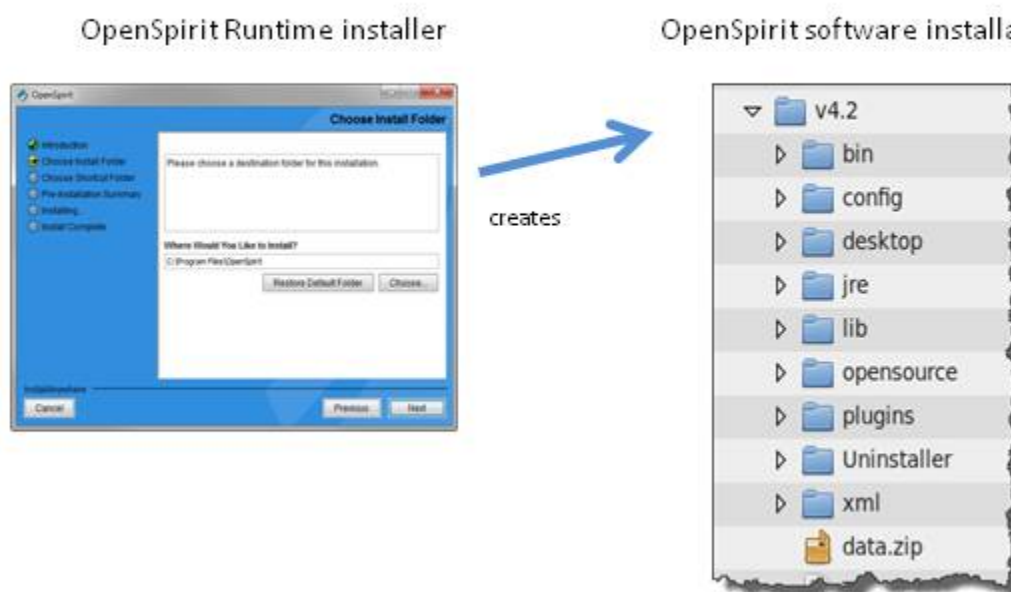 OpenSpirit Runtime installer
OpenSpirit software installa
OpenSpirit
Choose Install Folder
Introduction
Choose Install Folder
Choose Shortcut Folder
Pre-Installation Summary
Installing...
Install Complete
Please choose a destination folder for this installation.
Where Would You Like to Install?
C:\Program Files\OpenSpirit
Restore Default Folder
Choose...
InstallAnywhere
Cancel
Previous
Next
creates
v4.2
bin
config
desktop
jre
lib
opensource
plugins
Uninstaller
xml
data.zip